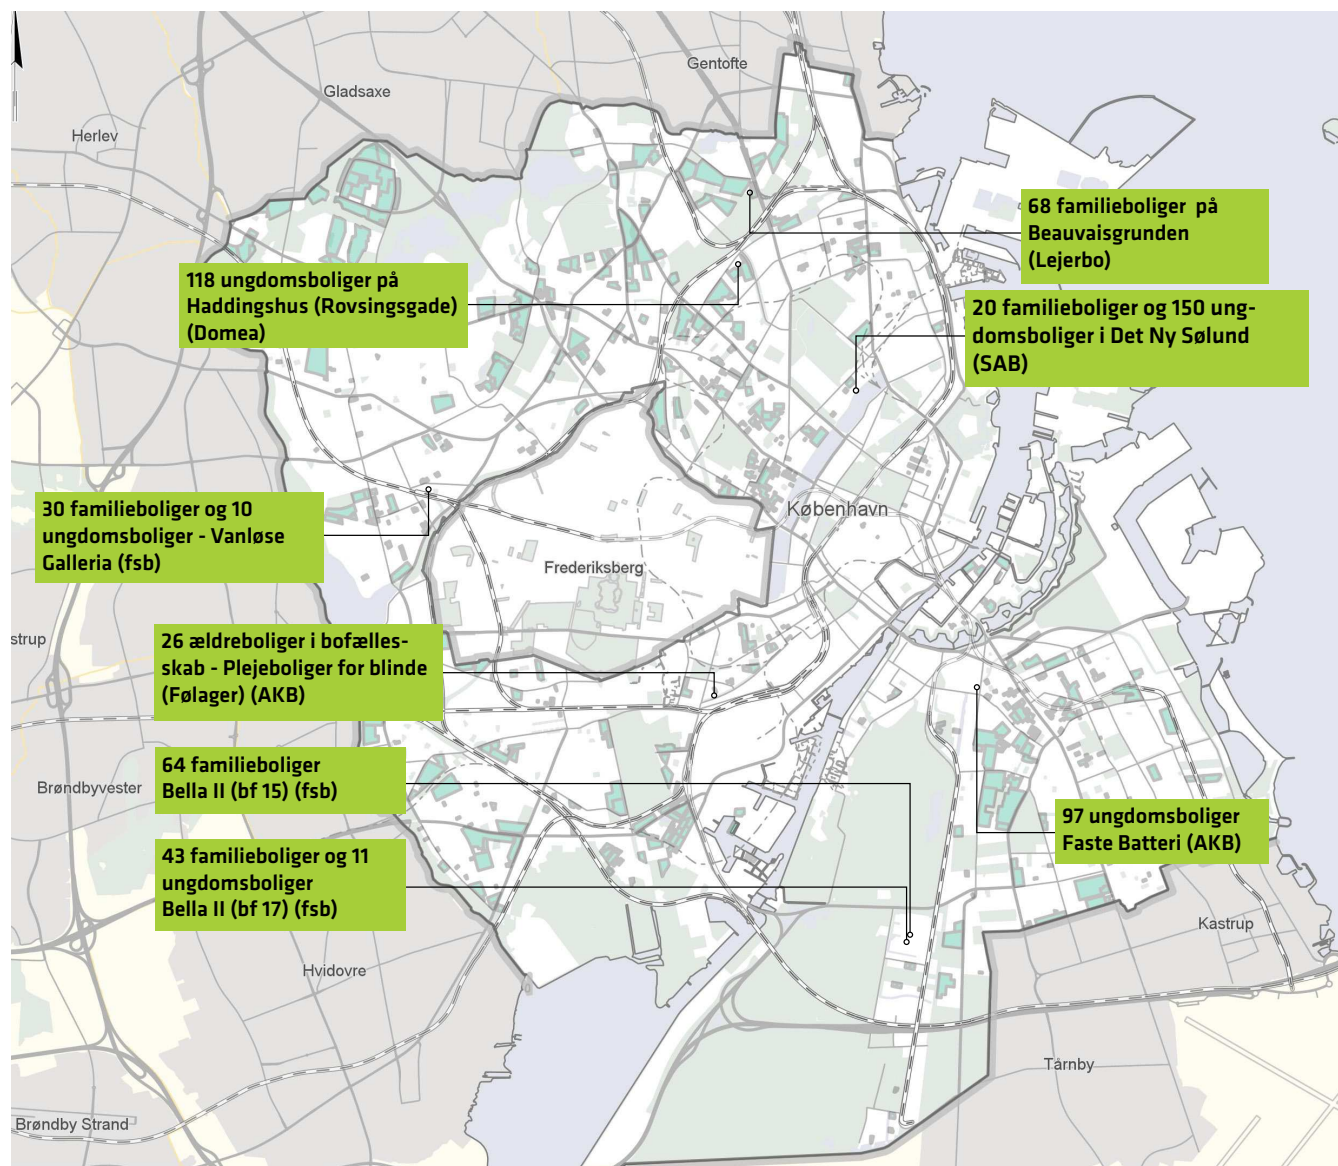 Gentofte
Gladsaxe
Herlev
68 familieboliger på
Beauvaisgrunden
(Lejerbo)
118 ungdomsboliger på
Haddingshus (Rovsingsgade)
(Domea)
20 familieboliger og 150 ung-
domsboliger i Det Ny Sølund
(SAB)
30 familieboliger og 10
ungdomsboliger - Vanløse
Galleria (fsb)
København
Frederiksberg
strup
26 ældreboliger i bofælles-
skab - Plejeboliger for blinde
(Følager) (AKB)
64 familieboliger
Bella II (bf 15) (fsb)
Brøndbyvester
97 ungdomsboliger
Faste Batteri (AKB)
43 familieboliger og 11
ungdomsboliger
Bella II (bf 17) (fsb)
Kastrup
Hvidovre
Tårnby
Brøndby Strand